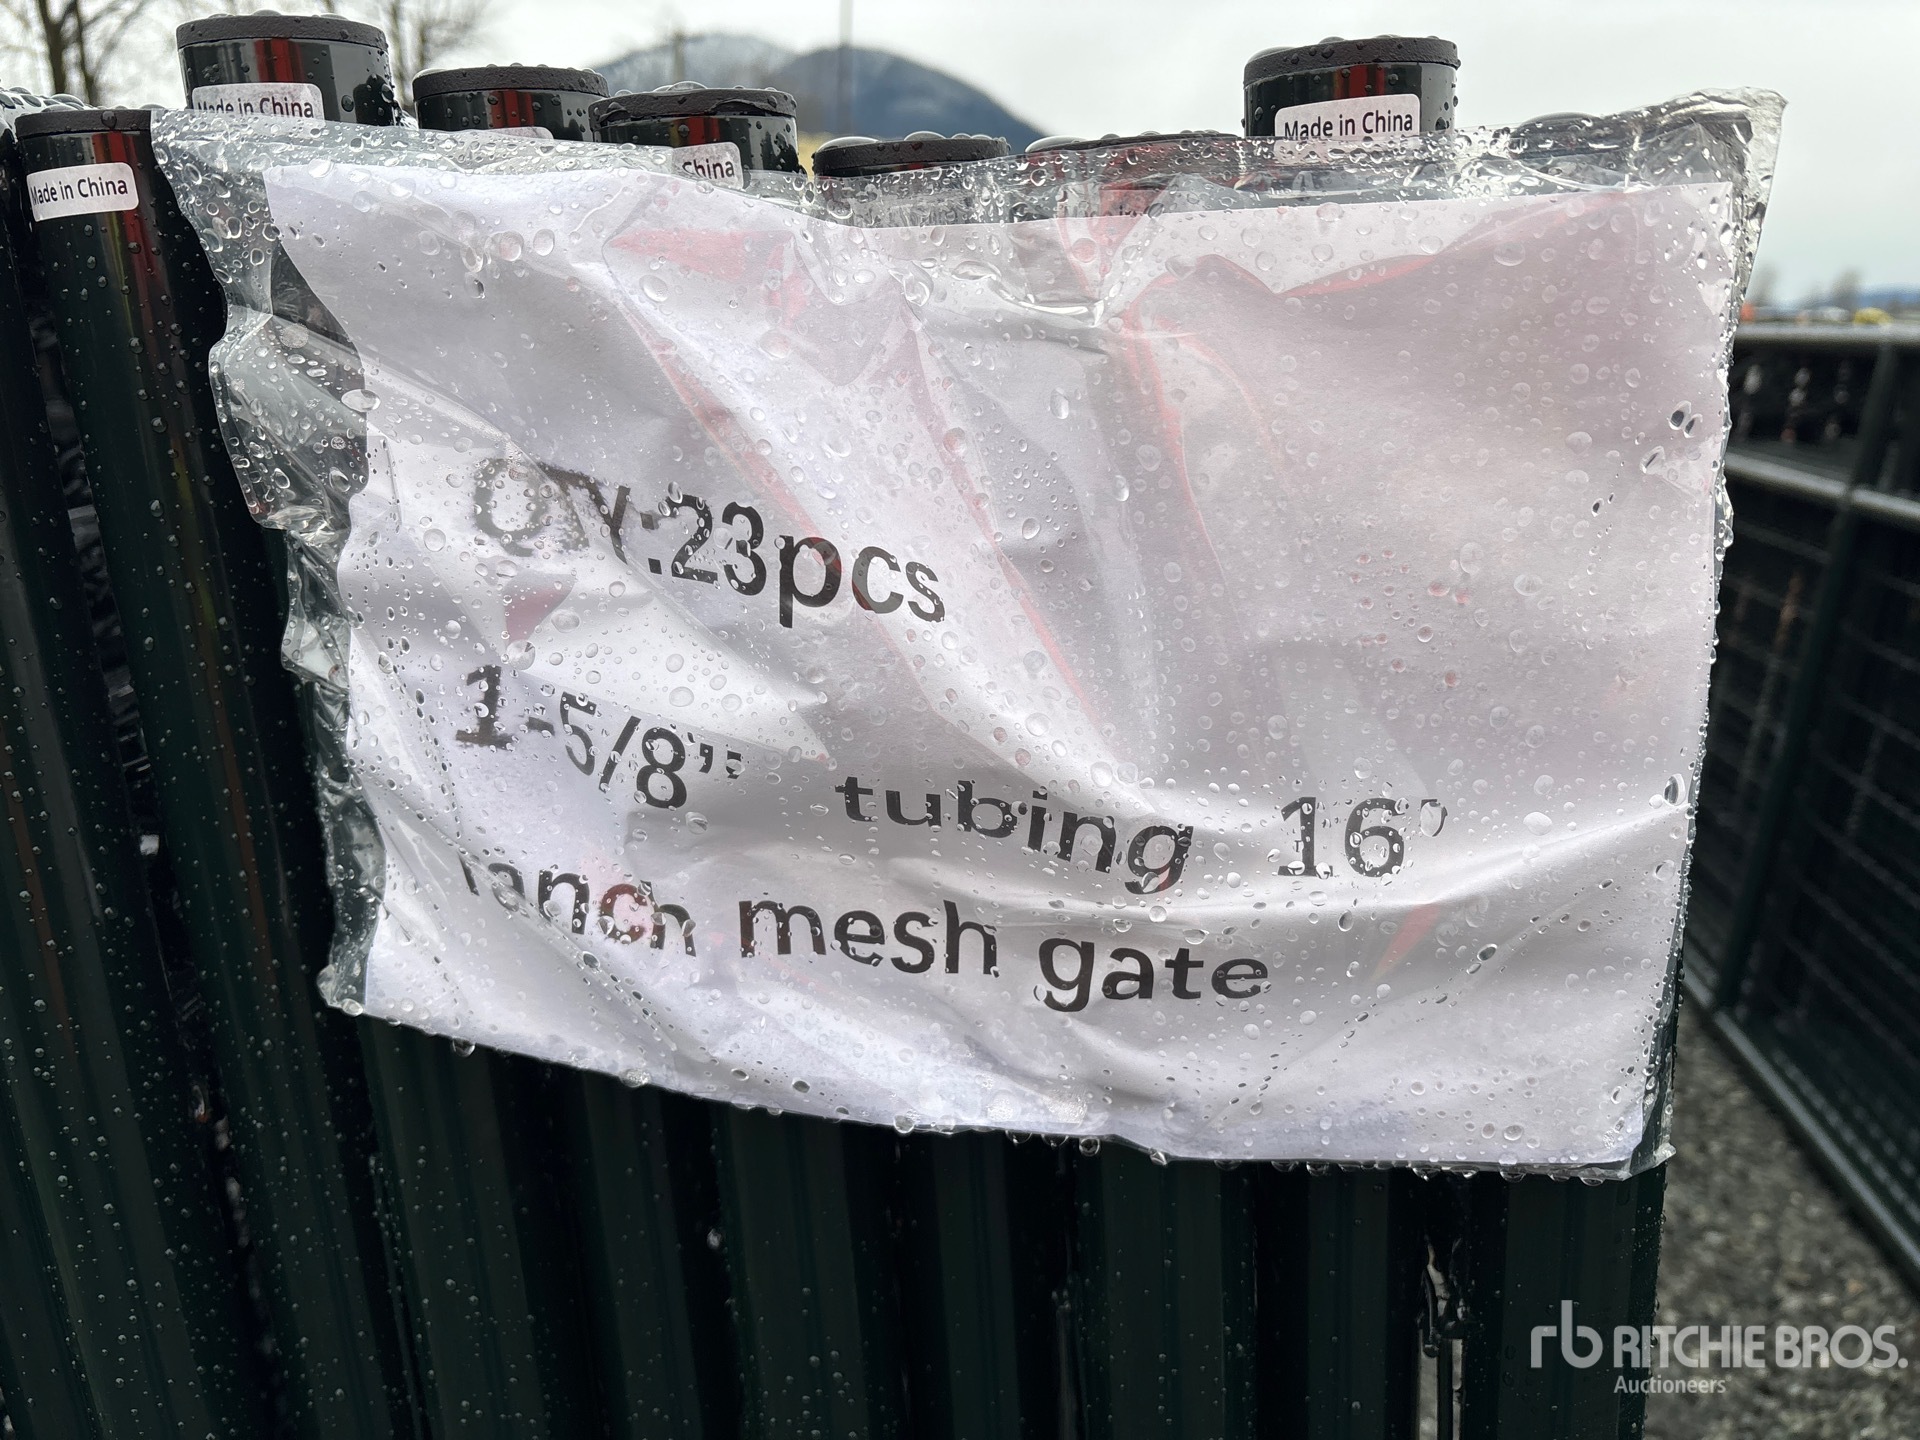 Made in China
Made in China
China
Made in China
QTY:23pcs
1-5/8" tubing 16'
ranch mesh gate
rb RITCHIE BROS.
Auctioneers